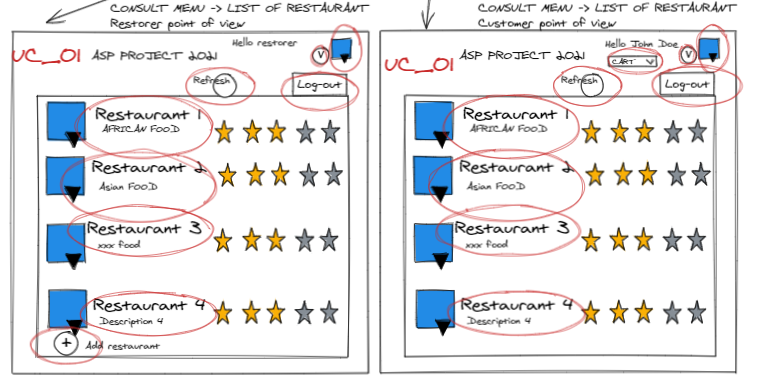 CONSULT MENU -> LIST OF RESTAURANT
Restorer point of view
Hello restorer
UC_01
ASP PROJECT 2021
V
Refresh
Log-out
Restaurant 1
AFRICAN FOOD
Restaurant 2
Asian FOOD
Restaurant 3
xxx food
Restaurant 4
Description 4
+
Add restaurant
CONSULT MENU -> LIST OF RESTAURANT
Customer point of view
Hello John Doe
UC_01
ASP PROJECT 2021
CART V
V
Refresh
Log-out
Restaurant 1
AFRICAN FOOD
Restaurant 2
Asian FOOD
Restaurant 3
xxx food
Restaurant 4
Description 4